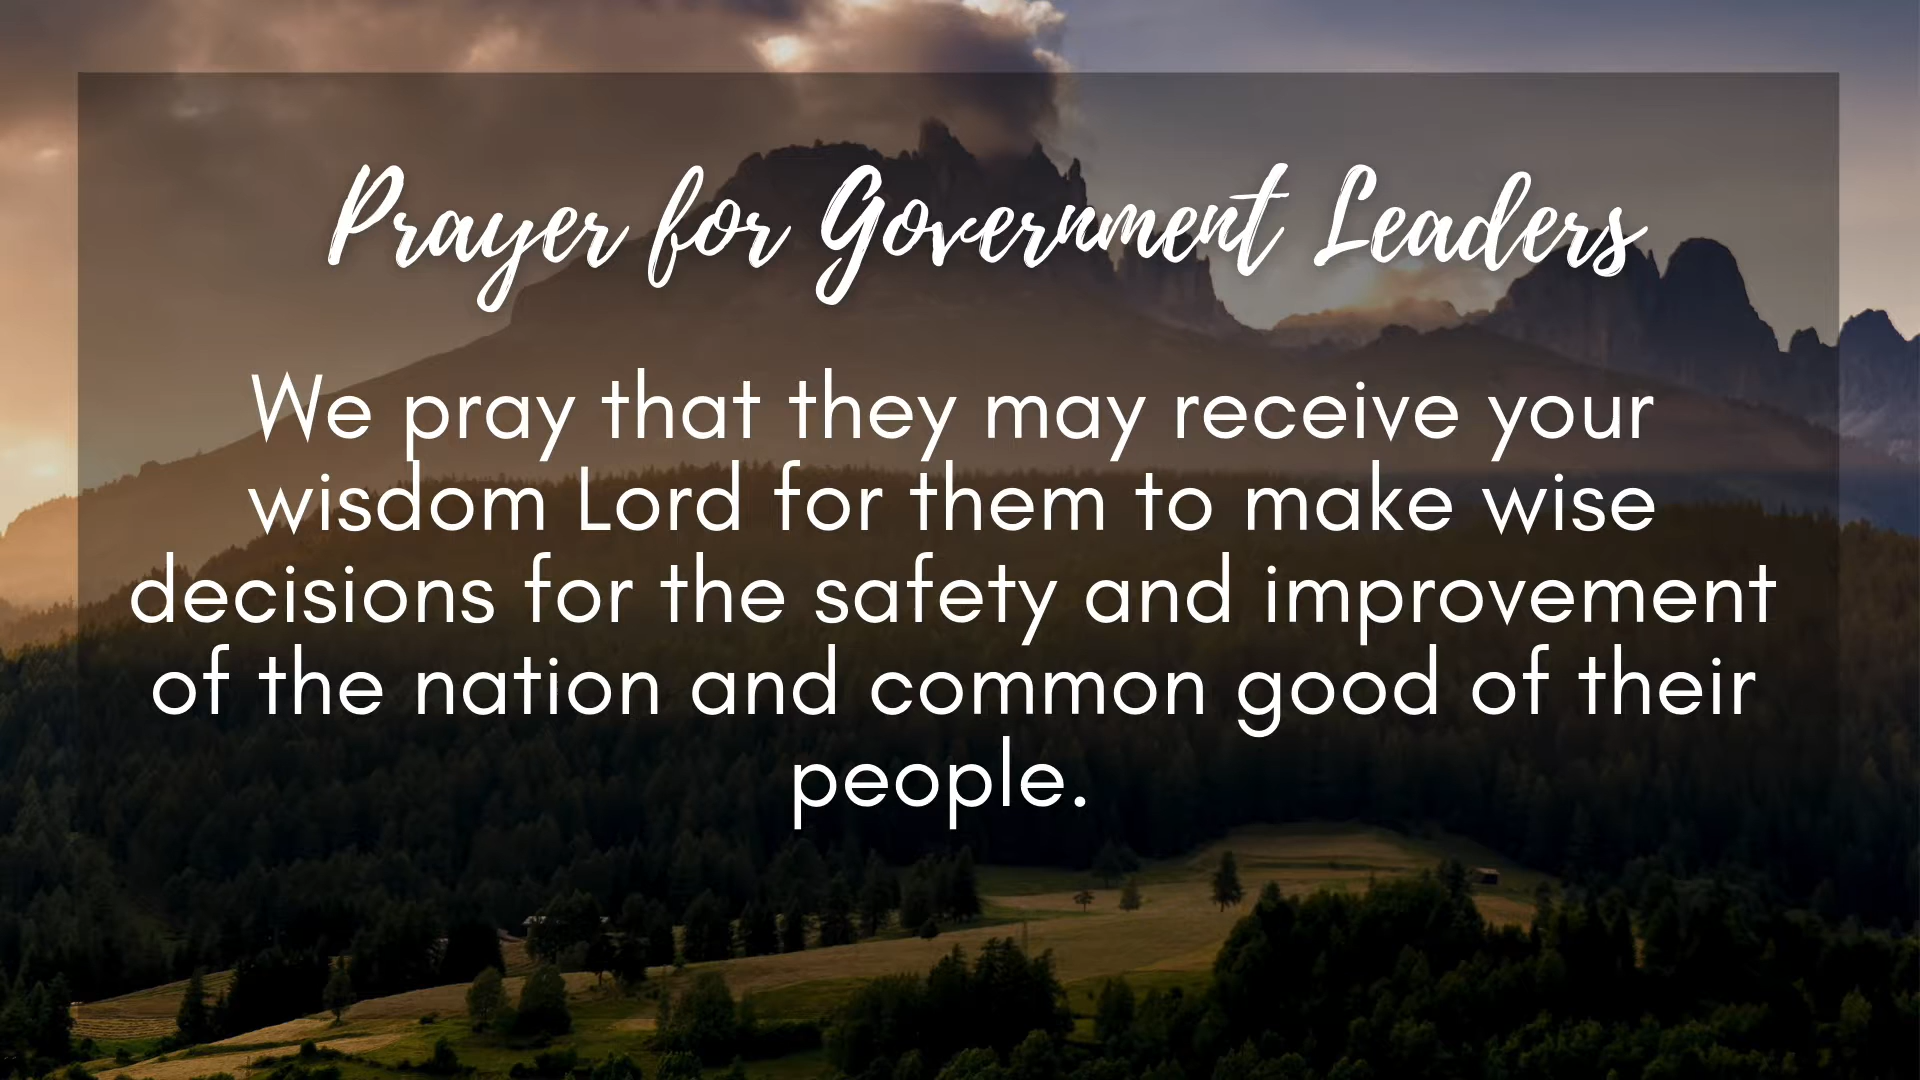 Prayer for Government Leaders
We pray that they may receive your
wisdom Lord for them to make wise
decisions for the safety and improvement
of the nation and common good of their
people.